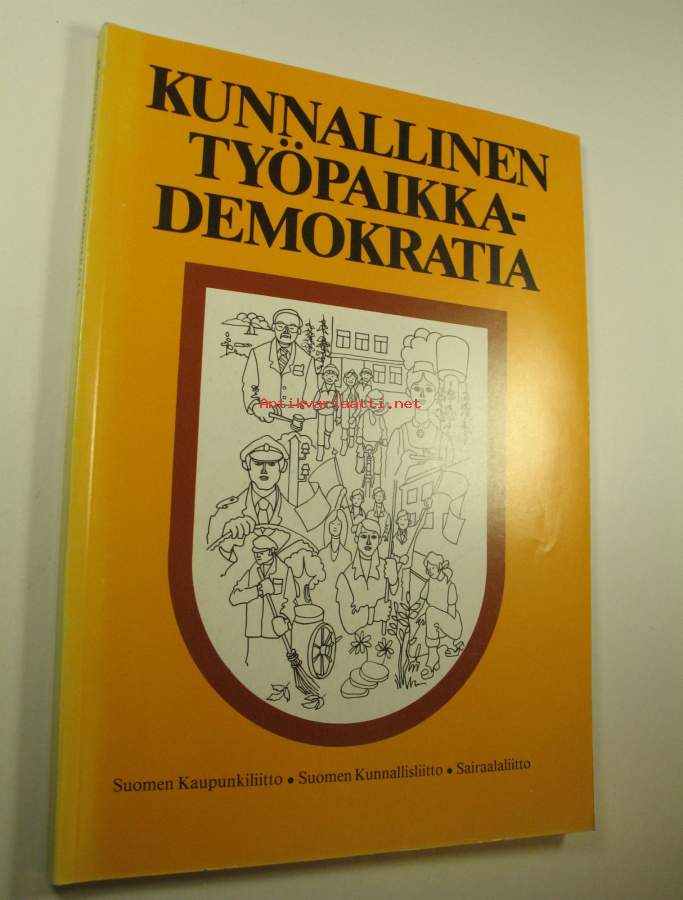 KUNNALLINEN
TYÖPAIKKA-
DEMOKRATIA
Antikvariaatti.net
Suomen Kaupunkiliitto • Suomen Kunnallisliitto • Sairaalaliitto